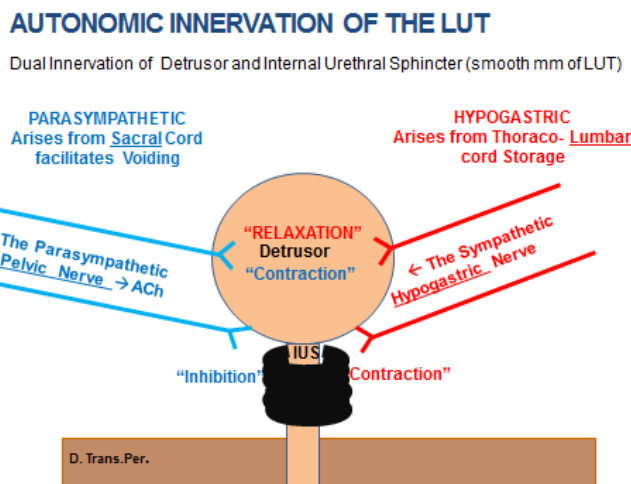 AUTONOMIC INNERVATION OF THE LUT
Dual Innervation of Detrusor and Internal Urethral Sphincter (smooth mm of LUT)
PARASYMPATHETIC
Arises from Sacral Cord
facilitates Voiding
HYPOGASTRIC
Arises from Thoraco- Lumbar
cord Storage
"RELAXATION"
Detrusor
"Contraction"
The Parasympathetic
Pelvic Nerve → ACh
← The Sympathetic
Hypogastric Nerve
IUS
"Inhibition"
Contraction"
D. Trans.Per.